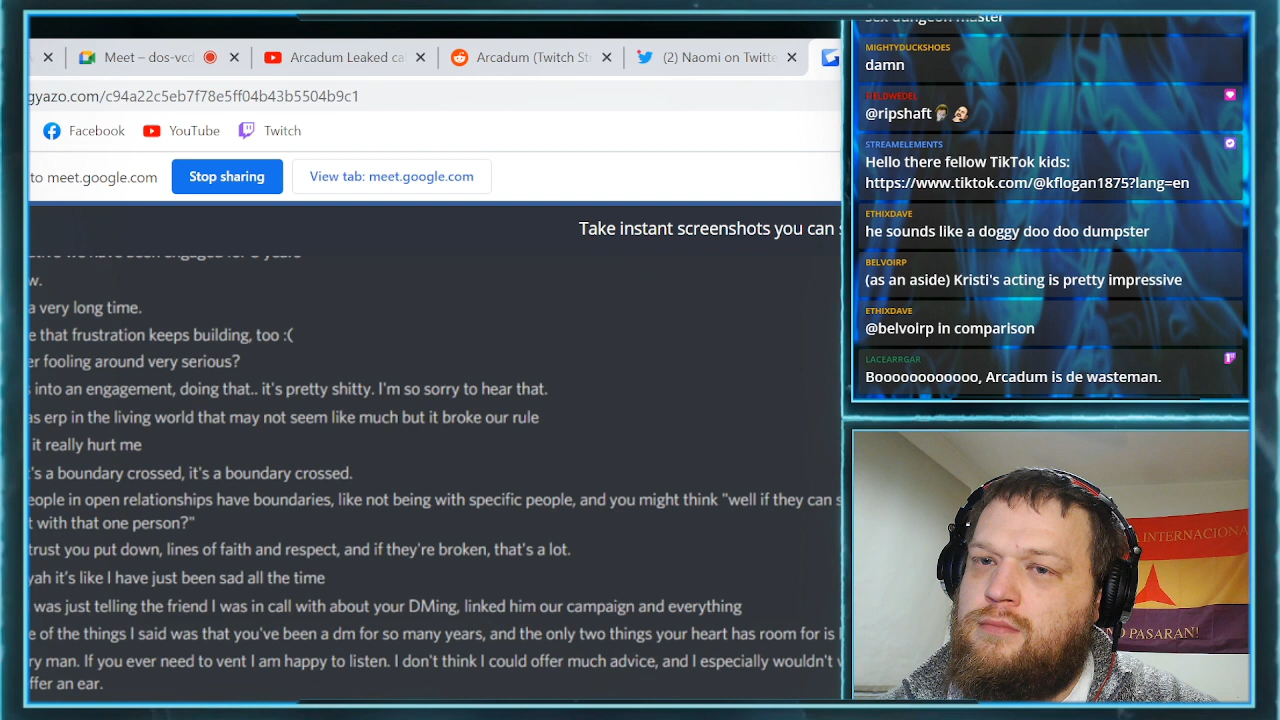 Meet – dos-vcd
Arcadum Leaked ca
Arcadum (Twitch St
(2) Naomi on Twitte
gyazo.com/c94a22c5eb7f78e5ff04b43b5504b9c1
Facebook
YouTube
Twitch
to meet.google.com
Stop sharing
View tab: meet.google.com
Take instant screenshots you can s
w.
a very long time.
e that frustration keeps building, too :(
er fooling around very serious?
s into an engagement, doing that.. it's pretty shitty. I'm so sorry to hear that.
as erp in the living world that may not seem like much but it broke our rule
it really hurt me
t's a boundary crossed, it's a boundary crossed.
eople in open relationships have boundaries, like not being with specific people, and you might think "well if they can s
t with that one person?"
trust you put down, lines of faith and respect, and if they're broken, that's a lot.
yah it's like I have just been sad all the time
was just telling the friend I was in call with about your DMing, linked him our campaign and everything
e of the things I said was that you've been a dm for so many years, and the only two things your heart has room for is
ry man. If you ever need to vent I am happy to listen. I don't think I could offer much advice, and I especially wouldn't
ffer an ear.
sex dungeon master
MIGHTYDUCKSHOES
damn
@ripshaft
STREAMELEMENTS
Hello there fellow TikTok kids:
https://www.tiktok.com/@kflogan1875?lang=en
ETHIXDAVE
he sounds like a doggy doo doo dumpster
BELVOIRP
(as an aside) Kristi's acting is pretty impressive
ETHIXDAVE
@belvoirp in comparison
LACEARRGAR
Boooooooooooo, Arcadum is de wasteman.
INTERNACIONA
NO PASARAN!